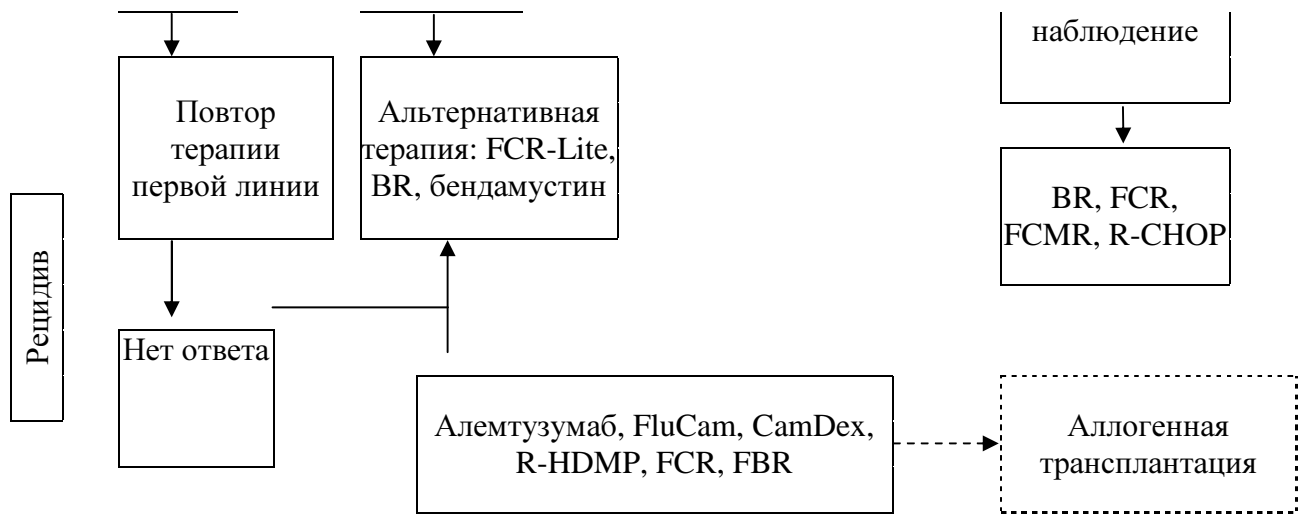 наблюдение
Повтор
терапии
первой линии
Альтернативная
терапия: FCR-Lite,
BR, бендамустин
BR, FCR,
FCMR, R-CHOP
Рецидив
Нет ответа
Алемтузумаб, FluCam, CamDex,
R-HDMP, FCR, FBR
Аллогенная
трансплантация